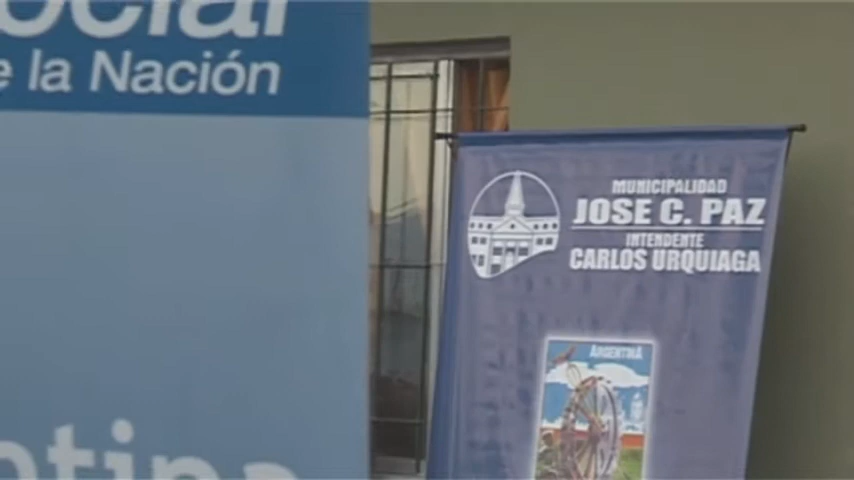 ocial
e la Nación
ntina
MUNICIPALIDAD
JOSE C. PAZ
INTENDENTE
CARLOS URQUIAGA
ARGENTINA